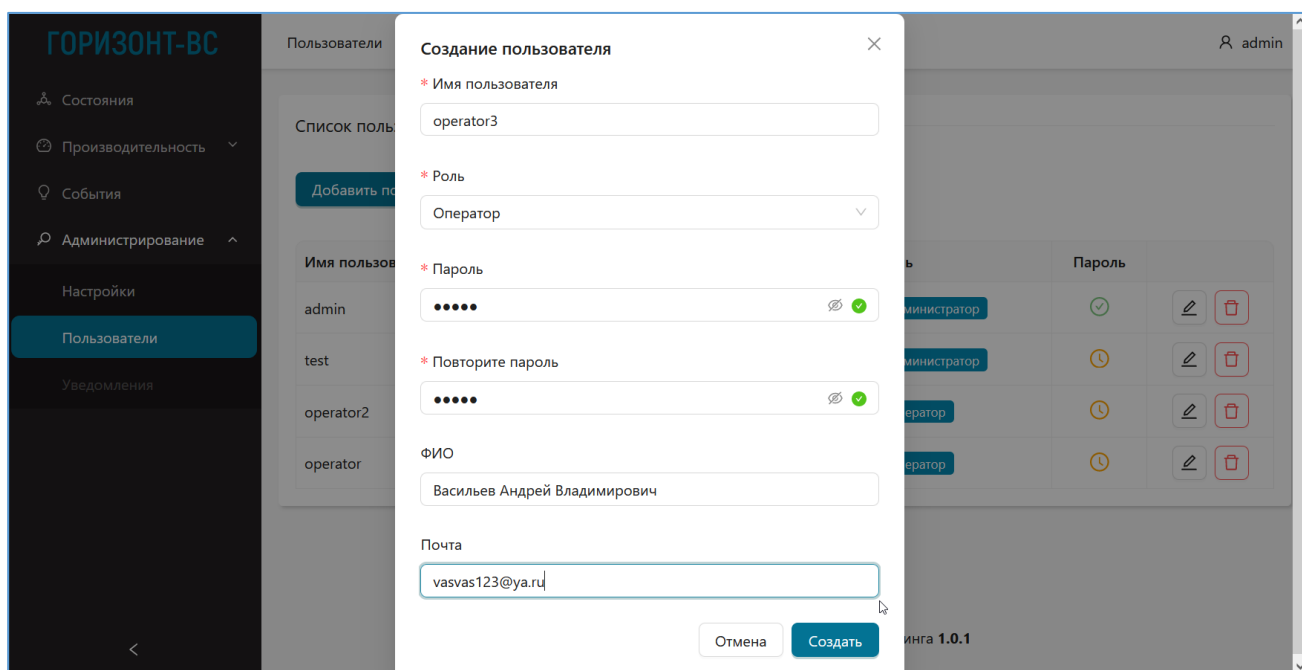 ГОРИЗОНТ-ВС
Состояния
Производительность
События
Администрирование
Настройки
Пользователи
Уведомления
Пользователи
admin
Список поль
Добавить по
Имя пользов
Пароль
admin
министратор
test
министратор
operator2
ератор
operator
ератор
инга 1.0.1
Создание пользователя
* Имя пользователя
operator3
* Роль
Оператор
* Пароль
•••••
* Повторите пароль
•••••
ФИО
Васильев Андрей Владимирович
Почта
vasvas123@ya.ru
Отмена
Создать